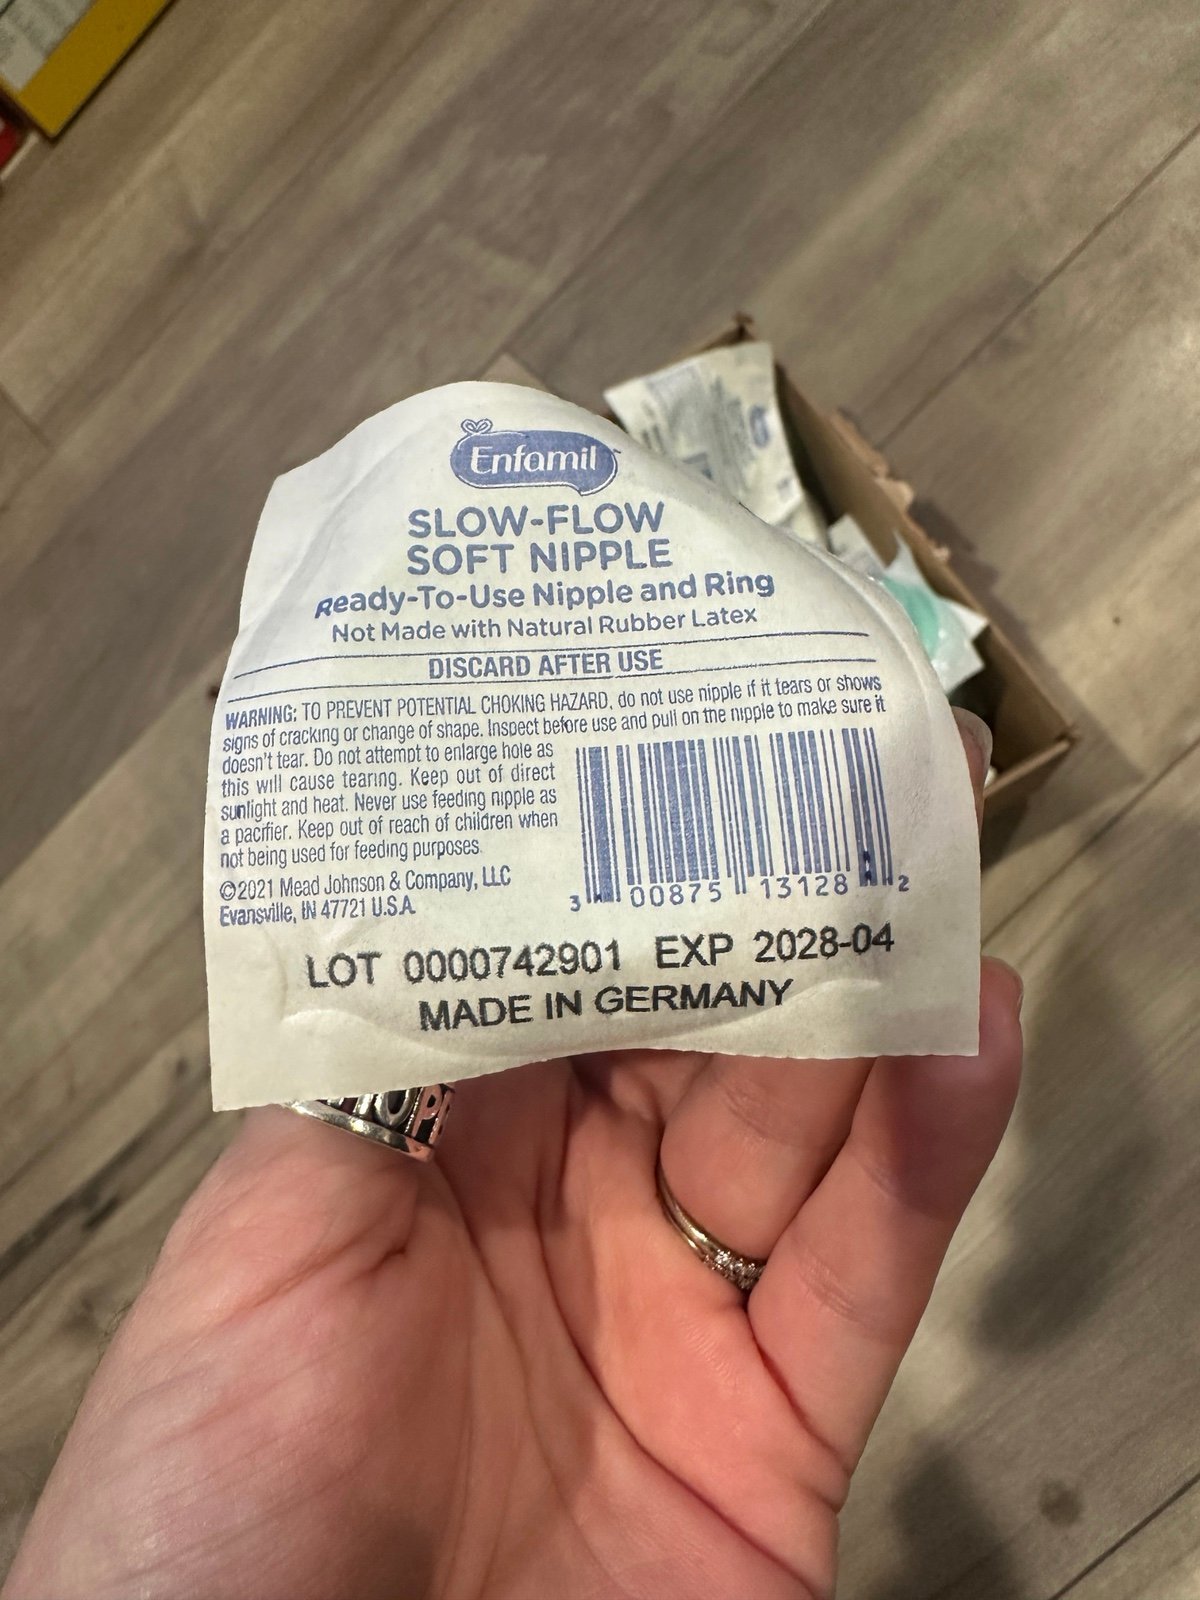 Enfamil
SLOW-FLOW
SOFT NIPPLE
Ready-To-Use Nipple and Ring
Not Made with Natural Rubber Latex
DISCARD AFTER USE
WARNING: TO PREVENT POTENTIAL CHOKING HAZARD, do not use nipple if it tears or shows
signs of cracking or change of shape. Inspect before use and pull on the nipple to make sure it
doesn't tear. Do not attempt to enlarge hole as
this will cause tearing. Keep out of direct
sunlight and heat. Never use feeding nipple as
a pacifier. Keep out of reach of children when
not being used for feeding purposes.
©2021 Mead Johnson & Company, LLC
Evansville, IN 47721 U.S.A.
3 00875 13128 2
LOT 0000742901 EXP 2028-04
MADE IN GERMANY